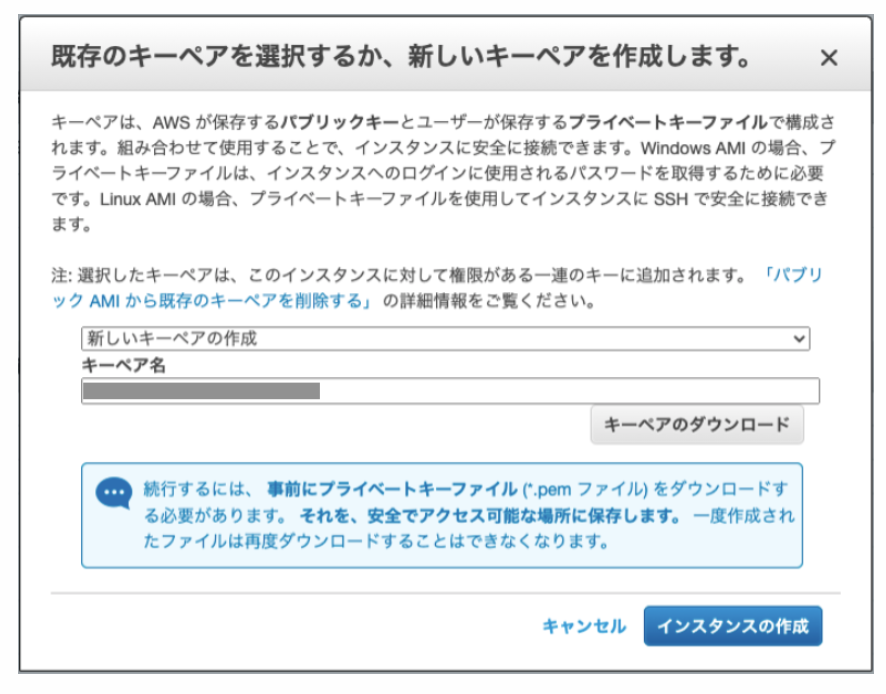 既存のキーペアを選択するか、新しいキーペアを作成します。 ×
キーペアは、AWS が保存するパブリックキーとユーザーが保存するプライベートキーファイルで構成さ
れます。組み合わせて使用することで、インスタンスに安全に接続できます。Windows AMI の場合、プ
ライベートキーファイルは、インスタンスへのログインに使用されるパスワードを取得するために必要
です。Linux AMI の場合、プライベートキーファイルを使用してインスタンスに SSH で安全に接続でき
ます。
注: 選択したキーペアは、このインスタンスに対して権限がある一連のキーに追加されます。 「パブリ
ック AMI から既存のキーペアを削除する」 の詳細情報をご覧ください。
新しいキーペアの作成
キーペア名
キーペアのダウンロード
続行するには、 事前にプライベートキーファイル (*.pem ファイル) をダウンロードす
る必要があります。 それを、安全でアクセス可能な場所に保存します。 一度作成され
たファイルは再度ダウンロードすることはできなくなります。
キャンセル インスタンスの作成